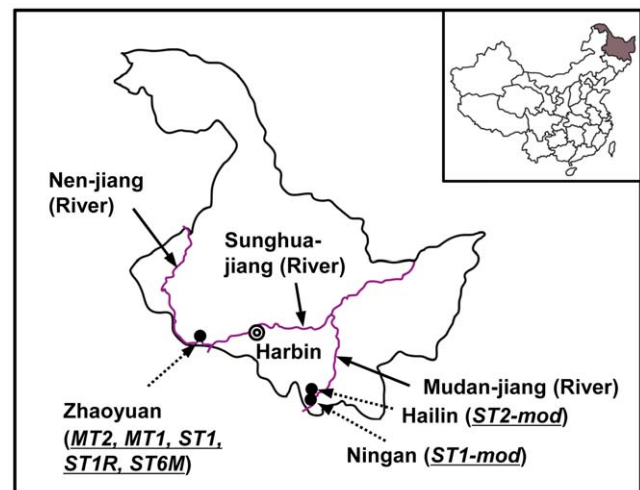 Nen-jiang
(River)
Sunghua-
jiang (River)
Harbin
Mudan-jiang (River)
Zhaoyuan
(MT2, MT1, ST1,
ST1R, ST6M)
Hailin (ST2-mod)
Ningan (ST1-mod)